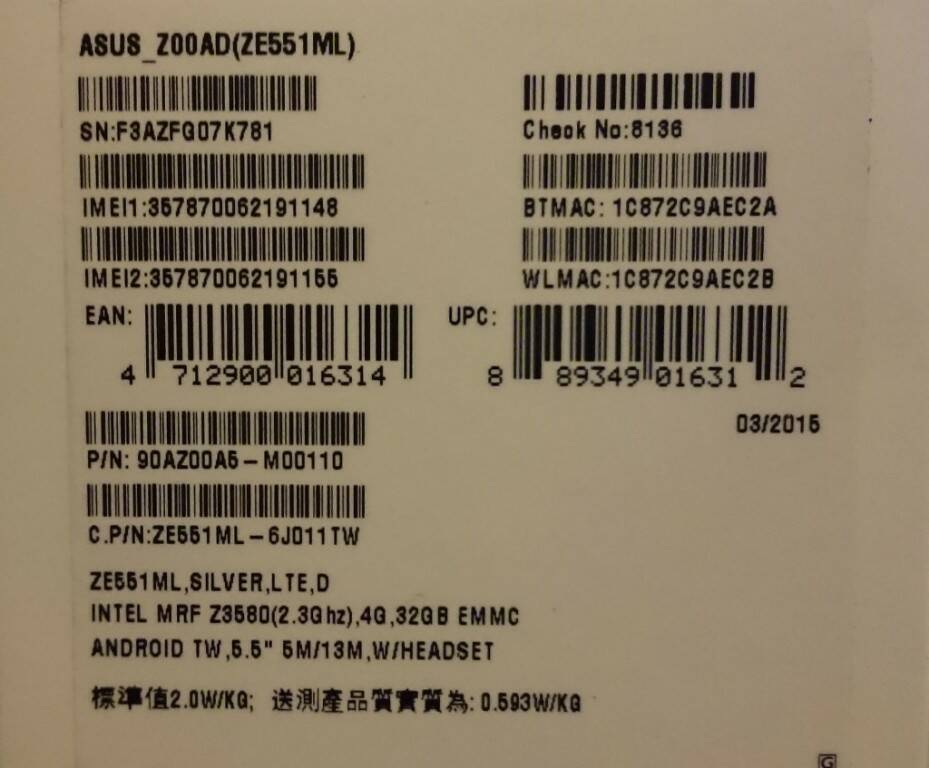 ASUS_Z00AD(ZE551ML)
SN:F3AZFG07K781
Check No:8136
IMEI1:357870062191148
BTMAC: 1C872C9AEC2A
IMEI2:357870062191155
WLMAC:1C872C9AEC2B
EAN: 4 712900 016314
UPC: 8 89349 01631 2
03/2015
P/N: 90AZ00A5-M00110
C.P/N:ZE551ML-6J011TW
ZE551ML,SILVER,LTE,D
INTEL MRF Z3580(2.3Ghz),4G,32GB EMMC
ANDROID TW,5.5" 5M/13M,W/HEADSET
標準值2.0W/KG; 送測產品質實質為: 0.593W/KG
G